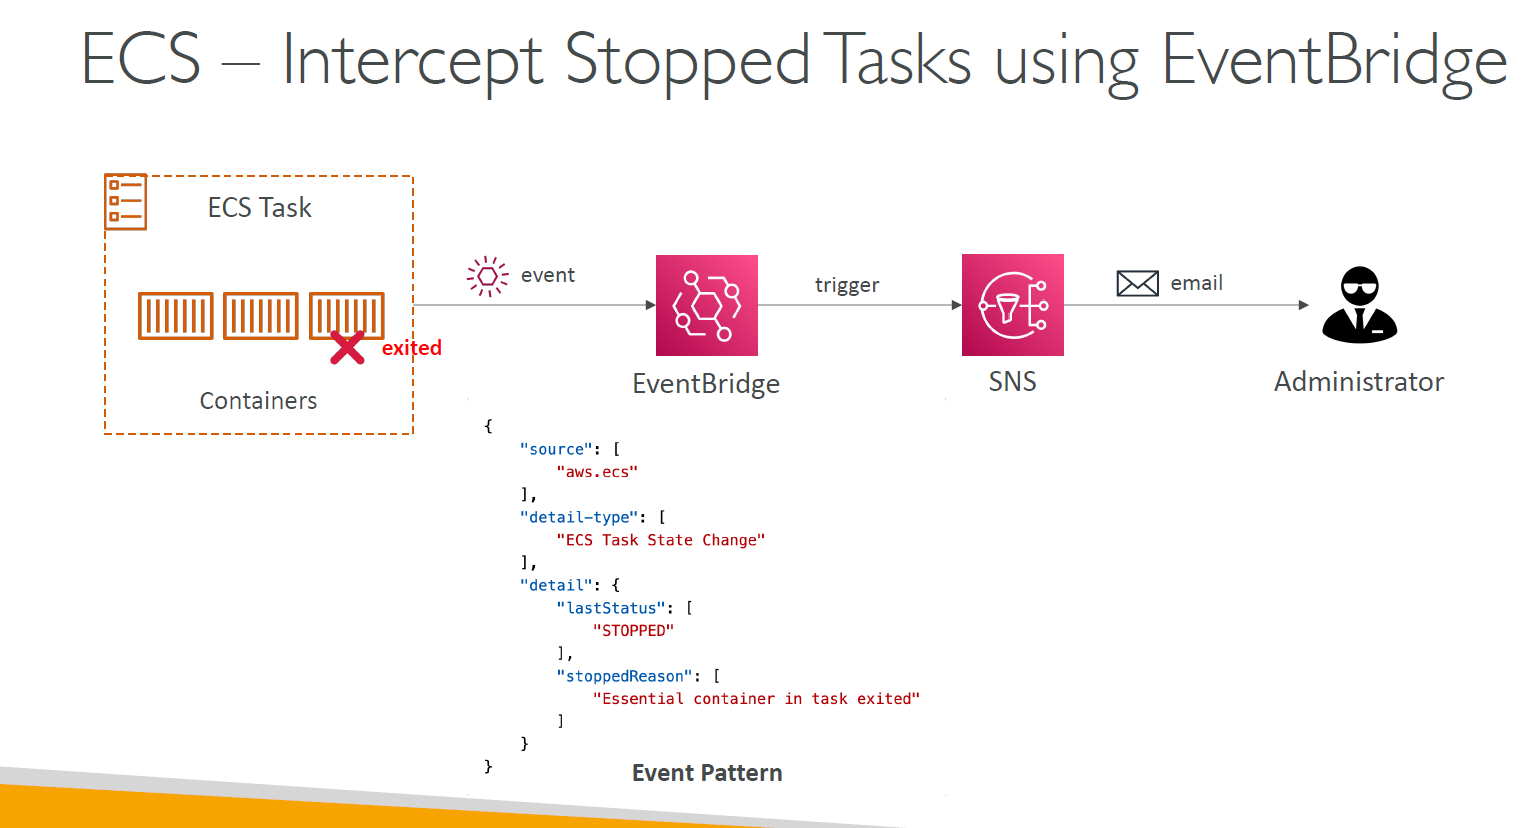 ECS – Intercept Stopped Tasks using EventBridge
ECS Task
exited
Containers
event
EventBridge
trigger
SNS
email
Administrator
{
    "source": [
        "aws.ecs"
    ],
    "detail-type": [
        "ECS Task State Change"
    ],
    "detail": {
        "lastStatus": [
            "STOPPED"
        ],
        "stoppedReason": [
            "Essential container in task exited"
        ]
    }
}
Event Pattern